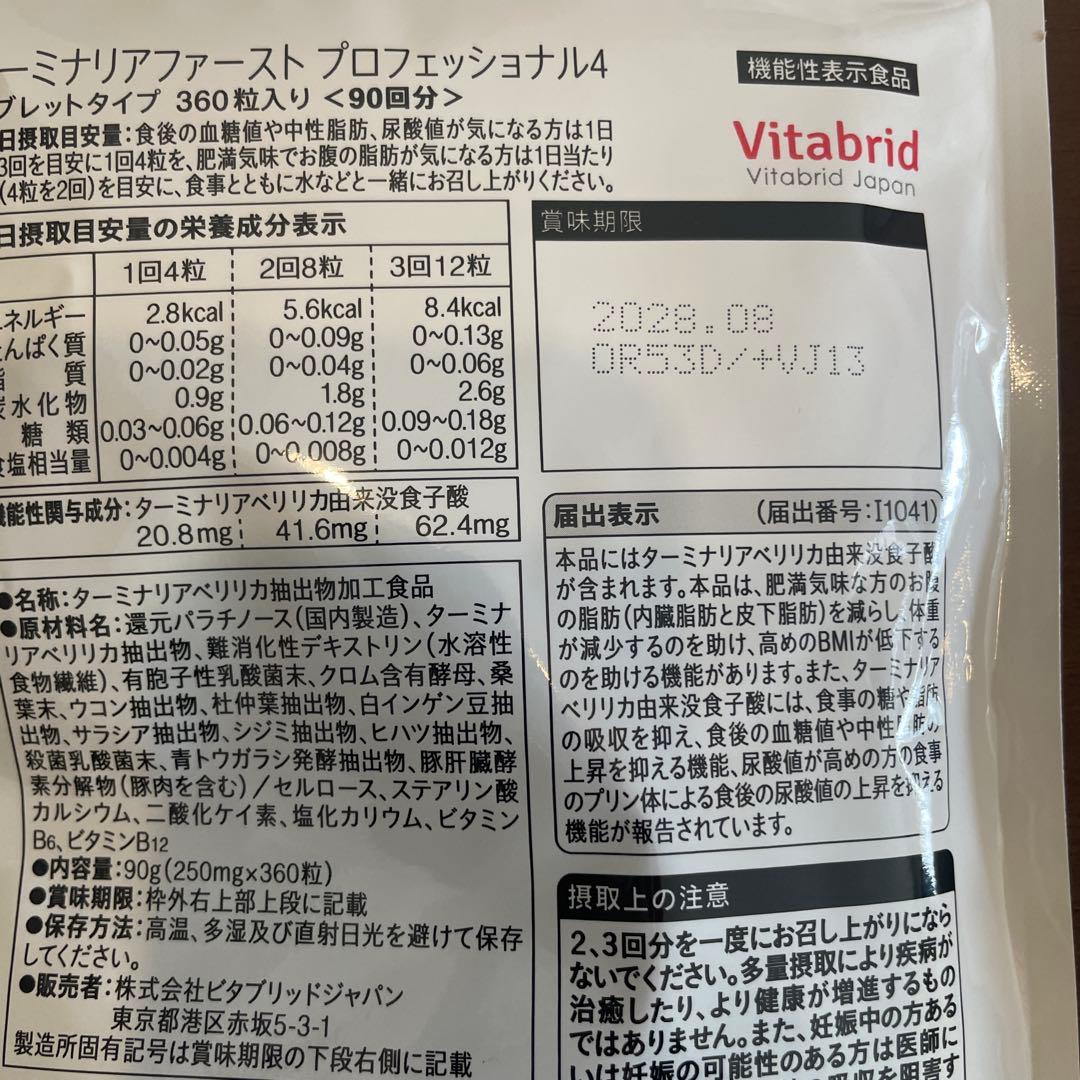 ーミナリアファースト プロフェッショナル4
ブレットタイプ 360粒入り <90回分>
日摂取目安量:食後の血糖値や中性脂肪、尿酸値が気になる方は1日
3回を目安に1回4粒を、肥満気味でお腹の脂肪が気になる方は1日当たり
(4粒を2回)を目安に、食事とともに水などと一緒にお召し上がりください。
機能性表示食品
Vitabrid
Vitabrid Japan
日摂取目安量の栄養成分表示
1回4粒 2回8粒 3回12粒
エネルギー 2.8kcal 5.6kcal 8.4kcal
たんぱく質 0~0.05g 0~0.09g 0~0.13g
脂質 0~0.02g 0~0.04g 0~0.06g
炭水化物 0.9g 1.8g 2.6g
糖類 0.03~0.06g 0.06~0.12g 0.09~0.18g
食塩相当量 0~0.004g 0~0.008g 0~0.012g
機能性関与成分:ターミナリアベリリカ由来没食子酸
20.8mg 41.6mg 62.4mg
賞味期限
2028.08
OR53D/+VJ13
●名称:ターミナリアベリリカ抽出物加工食品
●原材料名:還元パラチノース(国内製造)、ターミナ
リアベリリカ抽出物、難消化性デキストリン(水溶性
食物繊維)、有胞子性乳酸菌末、クロム含有酵母、桑
葉末、ウコン抽出物、杜仲葉抽出物、白インゲン豆抽
出物、サラシア抽出物、シジミ抽出物、ヒハツ抽出物、
殺菌乳酸菌末、青トウガラシ発酵抽出物、豚肝臓酵
素分解物(豚肉を含む)/セルロース、ステアリン酸
カルシウム、二酸化ケイ素、塩化カリウム、ビタミン
B6、ビタミンB12
●内容量:90g(250mg×360粒)
●賞味期限:枠外右上部上段に記載
●保存方法:高温、多湿及び直射日光を避けて保存
してください。
●販売者:株式会社ビタブリッドジャパン
東京都港区赤坂5-3-1
製造所固有記号は賞味期限の下段右側に記載
届出表示 (届出番号:I1041)
本品にはターミナリアベリリカ由来没食子酸
が含まれます。本品は、肥満気味な方のお腹
の脂肪(内臓脂肪と皮下脂肪)を減らし、体重
が減少するのを助け、高めのBMIが低下する
のを助ける機能があります。また、ターミナリア
ベリリカ由来没食子酸には、食事の糖や脂肪
の吸収を抑え、食後の血糖値や中性脂肪の
上昇を抑える機能、尿酸値が高めの方の食事
のプリン体による食後の尿酸値の上昇を抑える
機能が報告されています。
摂取上の注意
2、3回分を一度にお召し上がりになら
ないでください。多量摂取により疾病が
治癒したり、より健康が増進するもの
ではありません。また、妊娠中の方ある
いは妊娠の可能性のある方は医師に
の吸収を阻害す